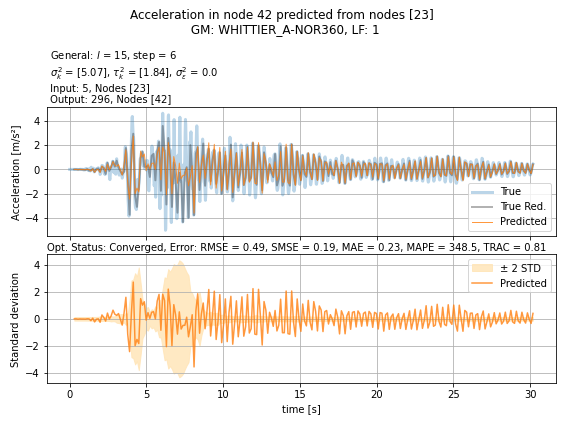 Acceleration in node 42 predicted from nodes [23]
GM: WHITTIER_A-NOR360, LF: 1
General: l = 15, step = 6
σ²ₖ = [5.07], τ²ₖ = [1.84], σ²ε = 0.0
Input: 5, Nodes [23]
Output: 296, Nodes [42]
Acceleration [m/s²]
4
2
0
−2
−4
True
True Red.
Predicted
Opt. Status: Converged, Error: RMSE = 0.49, SMSE = 0.19, MAE = 0.23, MAPE = 348.5, TRAC = 0.81
Standard deviation
4
2
0
−2
−4
± 2 STD
Predicted
0 5 10 15 20 25 30
time [s]